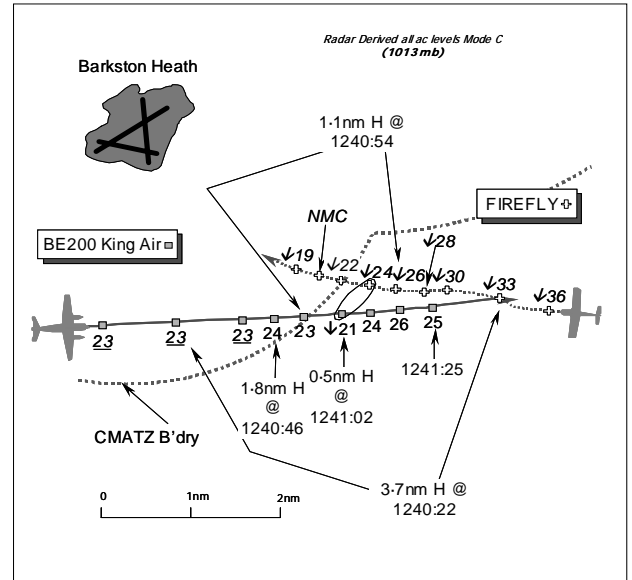 Radar Derived all ac levels Mode C
(1013mb)
Barkston Heath
1·1nm H @
1240:54
FIREFLY
NMC
BE200 King Air
↓28
↓19
↓22
↓24
↓26
↓30
↓33
↓36
23
23
23
24
23
↓21
24
26
25
1·8nm H
@
1240:46
0·5nm H
@
1241:02
1241:25
CMATZ B'dry
3·7nm H @
1240:22
0
1nm
2nm